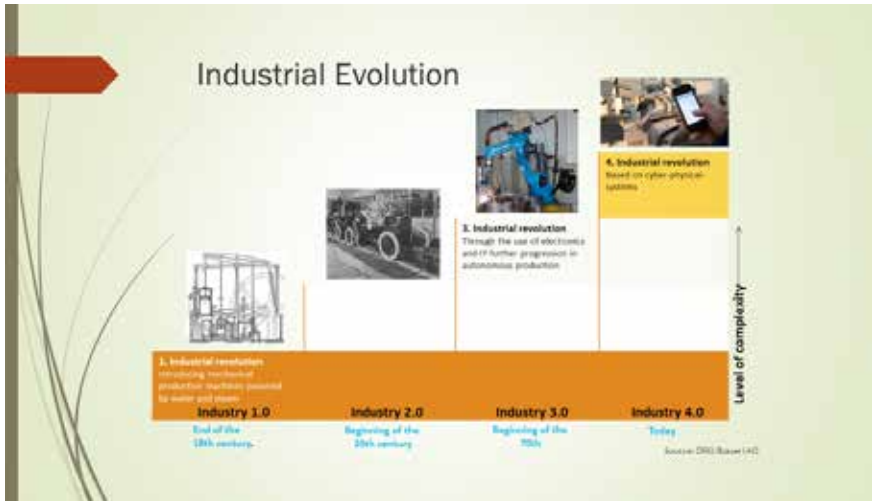 Industrial Evolution
4. Industrial revolution
Based on cyber-physical-
systems
3. Industrial revolution
Through the use of electronics
and IT further progression in
autonomous production
Level of complexity
1. Industrial revolution
Introducing mechanical
production machines powered
by water and steam
Industry 1.0
Industry 2.0
Industry 3.0
Industry 4.0
End of the
18th century.
Beginning of the
20th century
Beginning of the
70th
Today
Source: